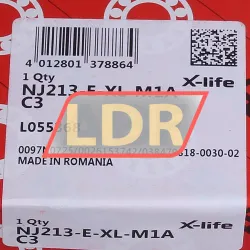 4 012801 378864
1 Qty
X-life
NJ213-E-XL-M1A
C3
LDR
MADE IN ROMANIA
1 Qty
X-life
NJ213-E-XL-M1A
C3